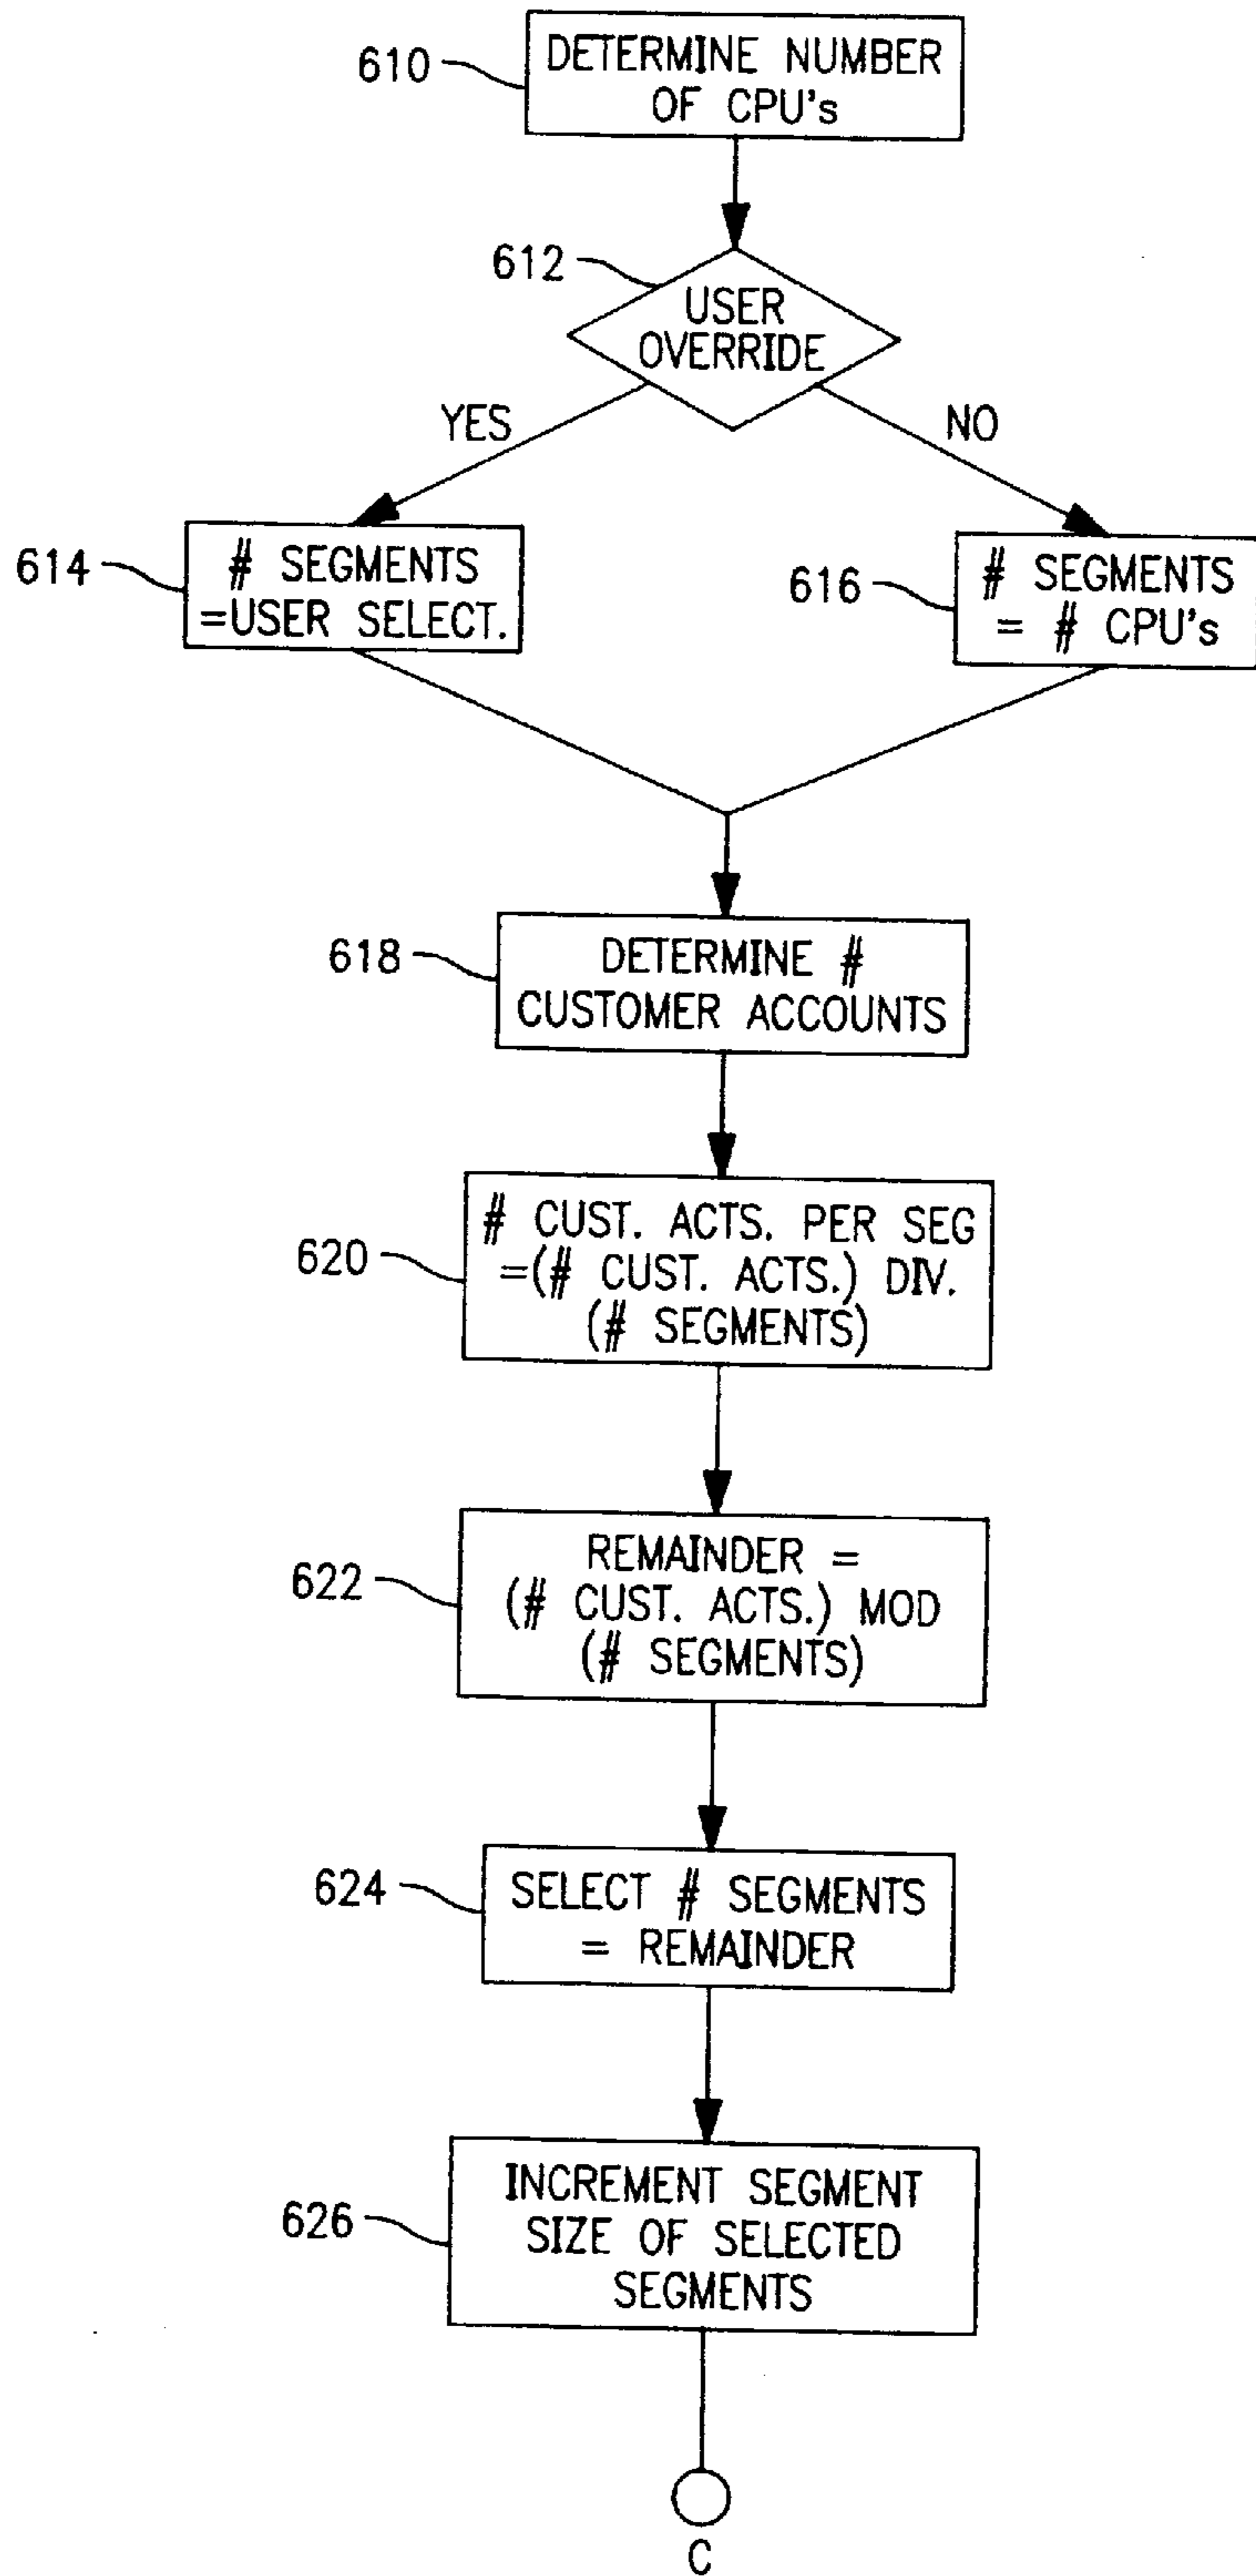 610
DETERMINE NUMBER
OF CPU's
612
USER
OVERRIDE
YES
NO
614
# SEGMENTS
=USER SELECT.
616
# SEGMENTS
= # CPU's
618
DETERMINE #
CUSTOMER ACCOUNTS
620
# CUST. ACTS. PER SEG
=(# CUST. ACTS.) DIV.
(# SEGMENTS)
622
REMAINDER =
(# CUST. ACTS.) MOD
(# SEGMENTS)
624
SELECT # SEGMENTS
= REMAINDER
626
INCREMENT SEGMENT
SIZE OF SELECTED
SEGMENTS
C